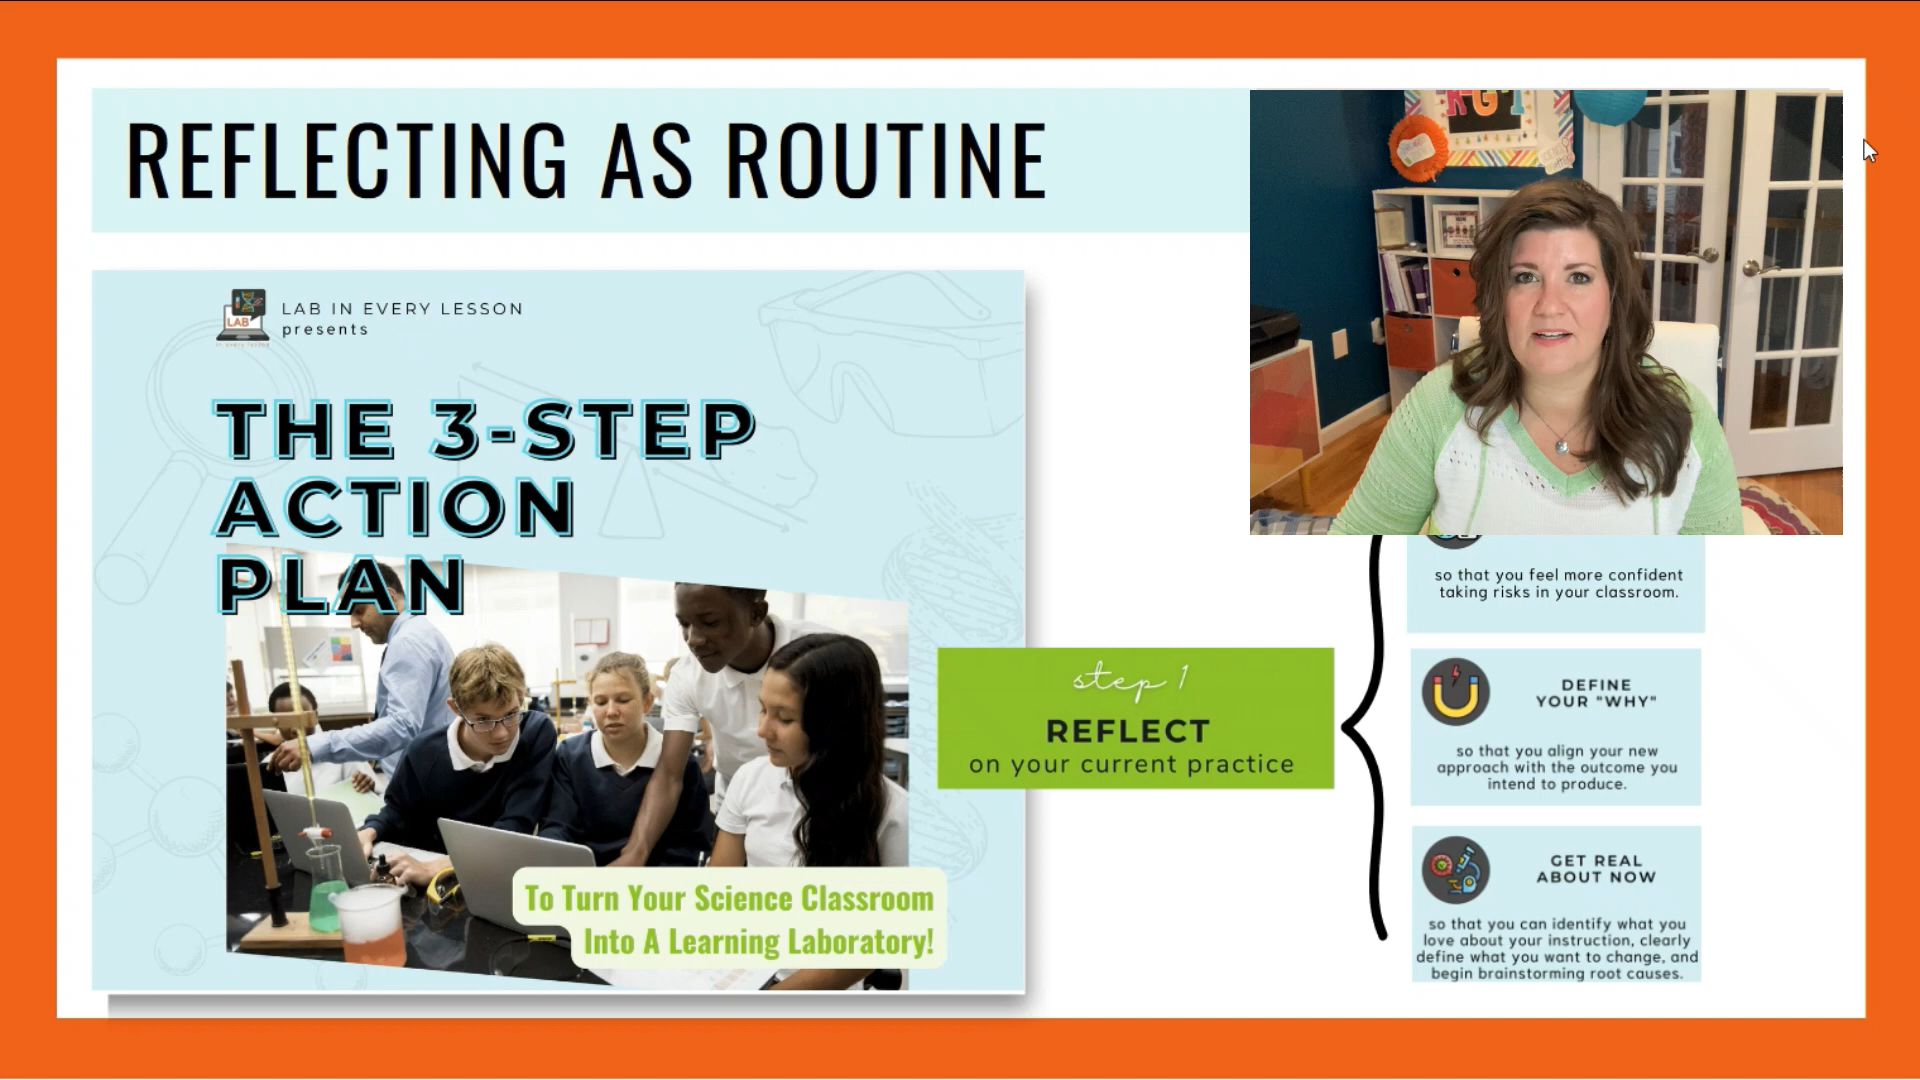 REFLECTING AS ROUTINE
LAB IN EVERY LESSON
presents
LAB
THE 3-STEP
ACTION
PLAN
To Turn Your Science Classroom
Into A Learning Laboratory!
step 1
REFLECT
on your current practice
so that you feel more confident
taking risks in your classroom.
DEFINE
YOUR "WHY"
so that you align your new
approach with the outcome you
intend to produce.
GET REAL
ABOUT NOW
so that you can identify what you
love about your instruction, clearly
define what you want to change, and
begin brainstorming root causes.